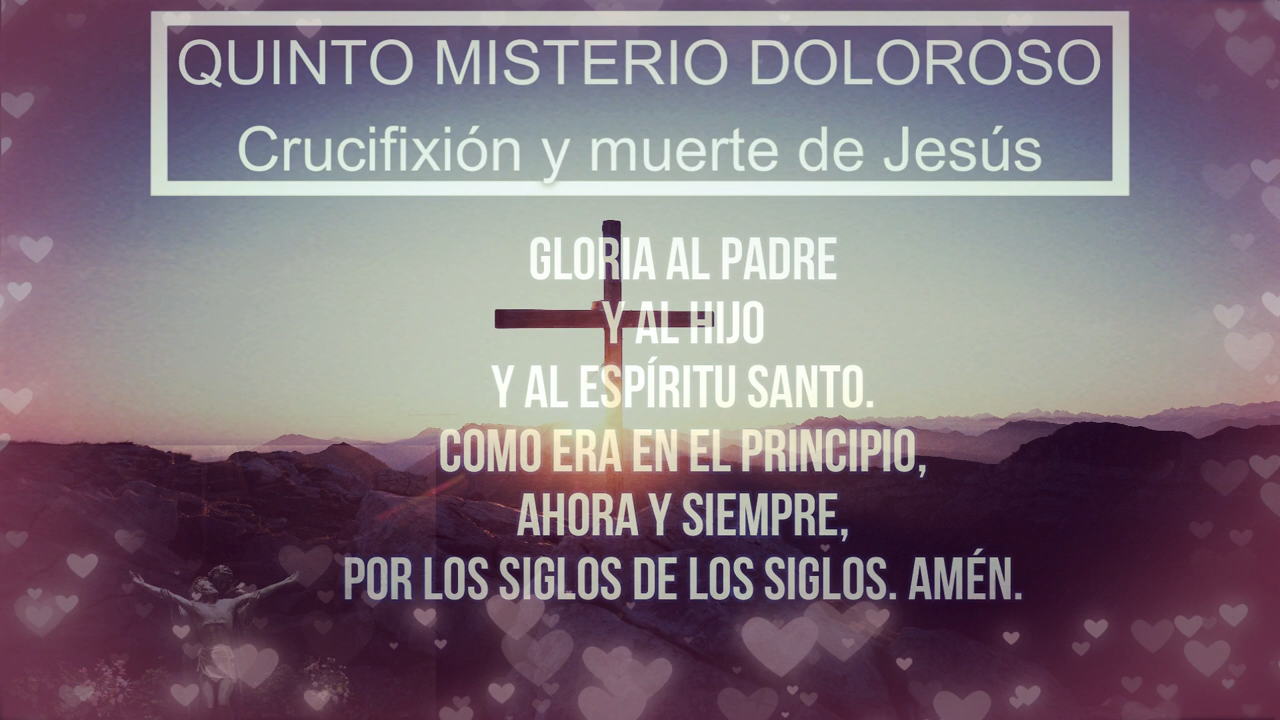 QUINTO MISTERIO DOLOROSO
Crucifixión y muerte de Jesús
GLORIA AL PADRE
Y AL HIJO
Y AL ESPÍRITU SANTO.
COMO ERA EN EL PRINCIPIO,
AHORA Y SIEMPRE,
POR LOS SIGLOS DE LOS SIGLOS. AMÉN.